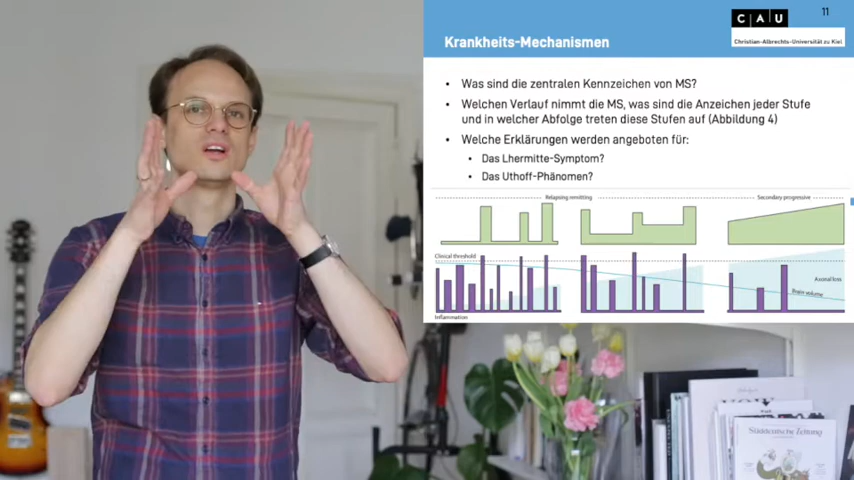 11
CAU
Christian-Albrechts-Universität zu Kiel
Krankheits-Mechanismen
• Was sind die zentralen Kennzeichen von MS?
• Welchen Verlauf nimmt die MS, was sind die Anzeichen jeder Stufe
und in welcher Abfolge treten diese Stufen auf (Abbildung 4)
• Welche Erklärungen werden angeboten für:
• Das Lhermitte-Symptom?
• Das Uthoff-Phänomen?
Relapsing remitting
Secondary progressive
Clinical threshold
Axonal loss
Brain volume
Inflammation
Süddeutsche Zeitung